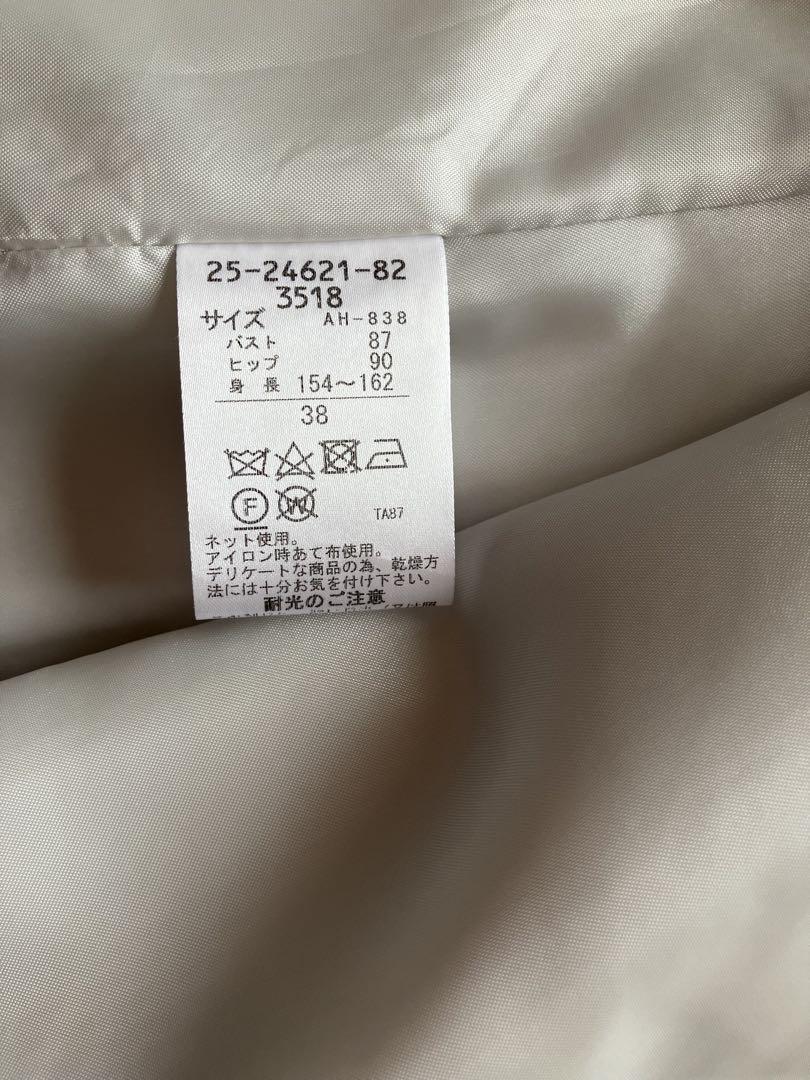 25-24621-82
3518
サイズ AH-838
バスト 87
ヒップ 90
身長 154〜162
38
F W TA87
ネット使用。
アイロン時あて布使用。
デリケートな商品の為、乾燥方
法には十分お気を付け下さい。
耐光のご注意